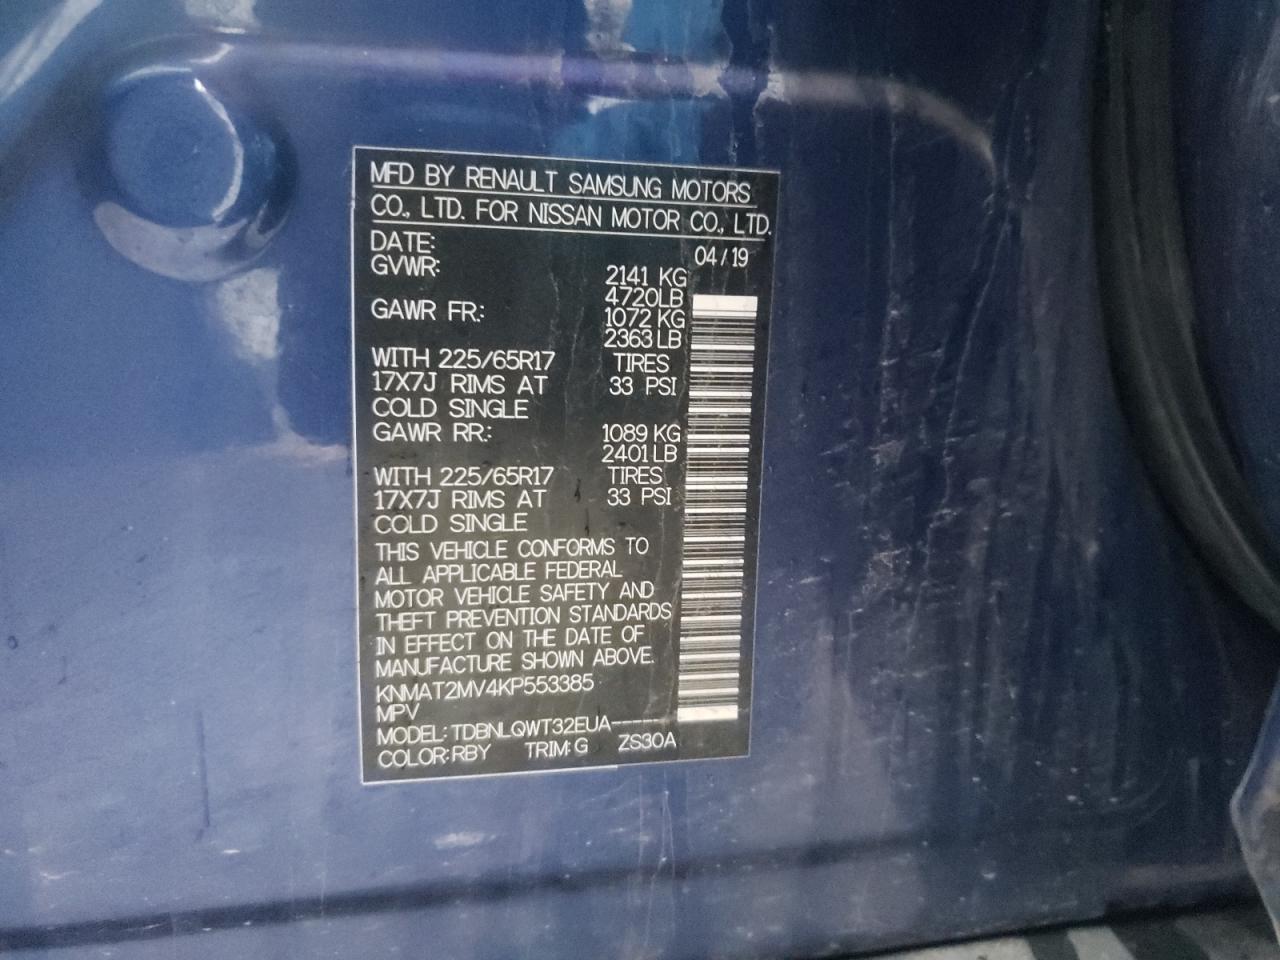 MFD BY RENAULT SAMSUNG MOTORS
CO., LTD. FOR NISSAN MOTOR CO., LTD.
DATE: 04/19
GVWR: 2141 KG
4720LB
GAWR FR.: 1072 KG
2363 LB
WITH 225/65R17 TIRES
17X7J RIMS AT 33 PSI
COLD SINGLE
GAWR RR.: 1089 KG
2401 LB
WITH 225/65R17 TIRES
17X7J RIMS AT 33 PSI
COLD SINGLE
THIS VEHICLE CONFORMS TO
ALL APPLICABLE FEDERAL
MOTOR VEHICLE SAFETY AND
THEFT PREVENTION STANDARDS
IN EFFECT ON THE DATE OF
MANUFACTURE SHOWN ABOVE.
KNMAT2MV4KP553385
MPV
MODEL: TDBNLQWT32EUA-------
COLOR:RBY TRIM:G ZS30A